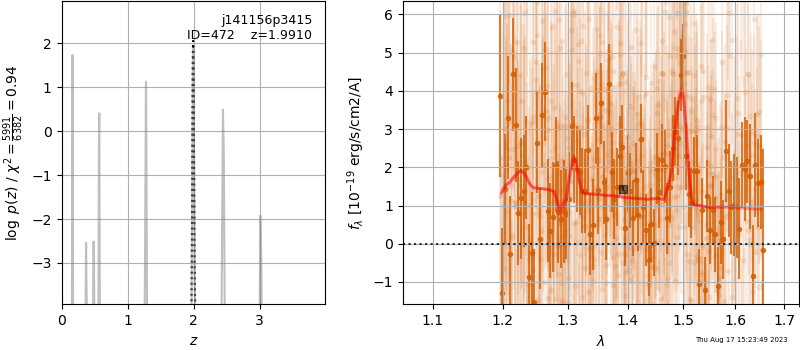 j141156p3415
ID=472 z=1.9910
log p(z) / χ² = 5991/6382 = 0.94
2
1
0
−1
−2
−3
0 1 2 3
z
fλ [10⁻¹⁹ erg/s/cm2/A]
6
5
4
3
2
1
0
−1
1.1 1.2 1.3 1.4 1.5 1.6 1.7
λ
Thu Aug 17 15:23:49 2023